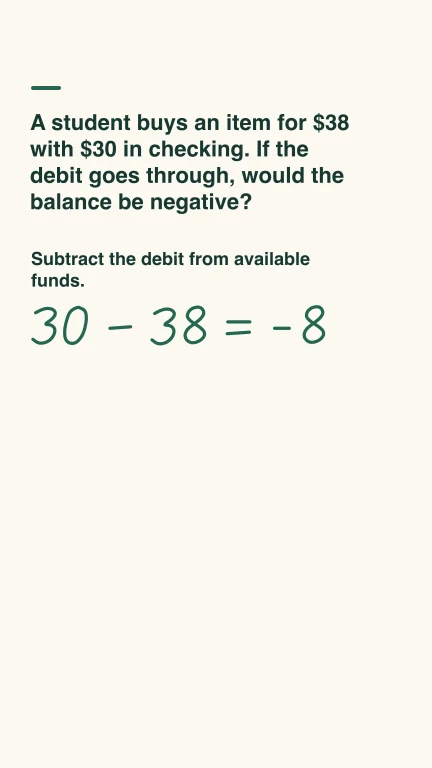 A student buys an item for $38
with $30 in checking. If the
debit goes through, would the
balance be negative?
Subtract the debit from available
funds.
30 − 38 = -8